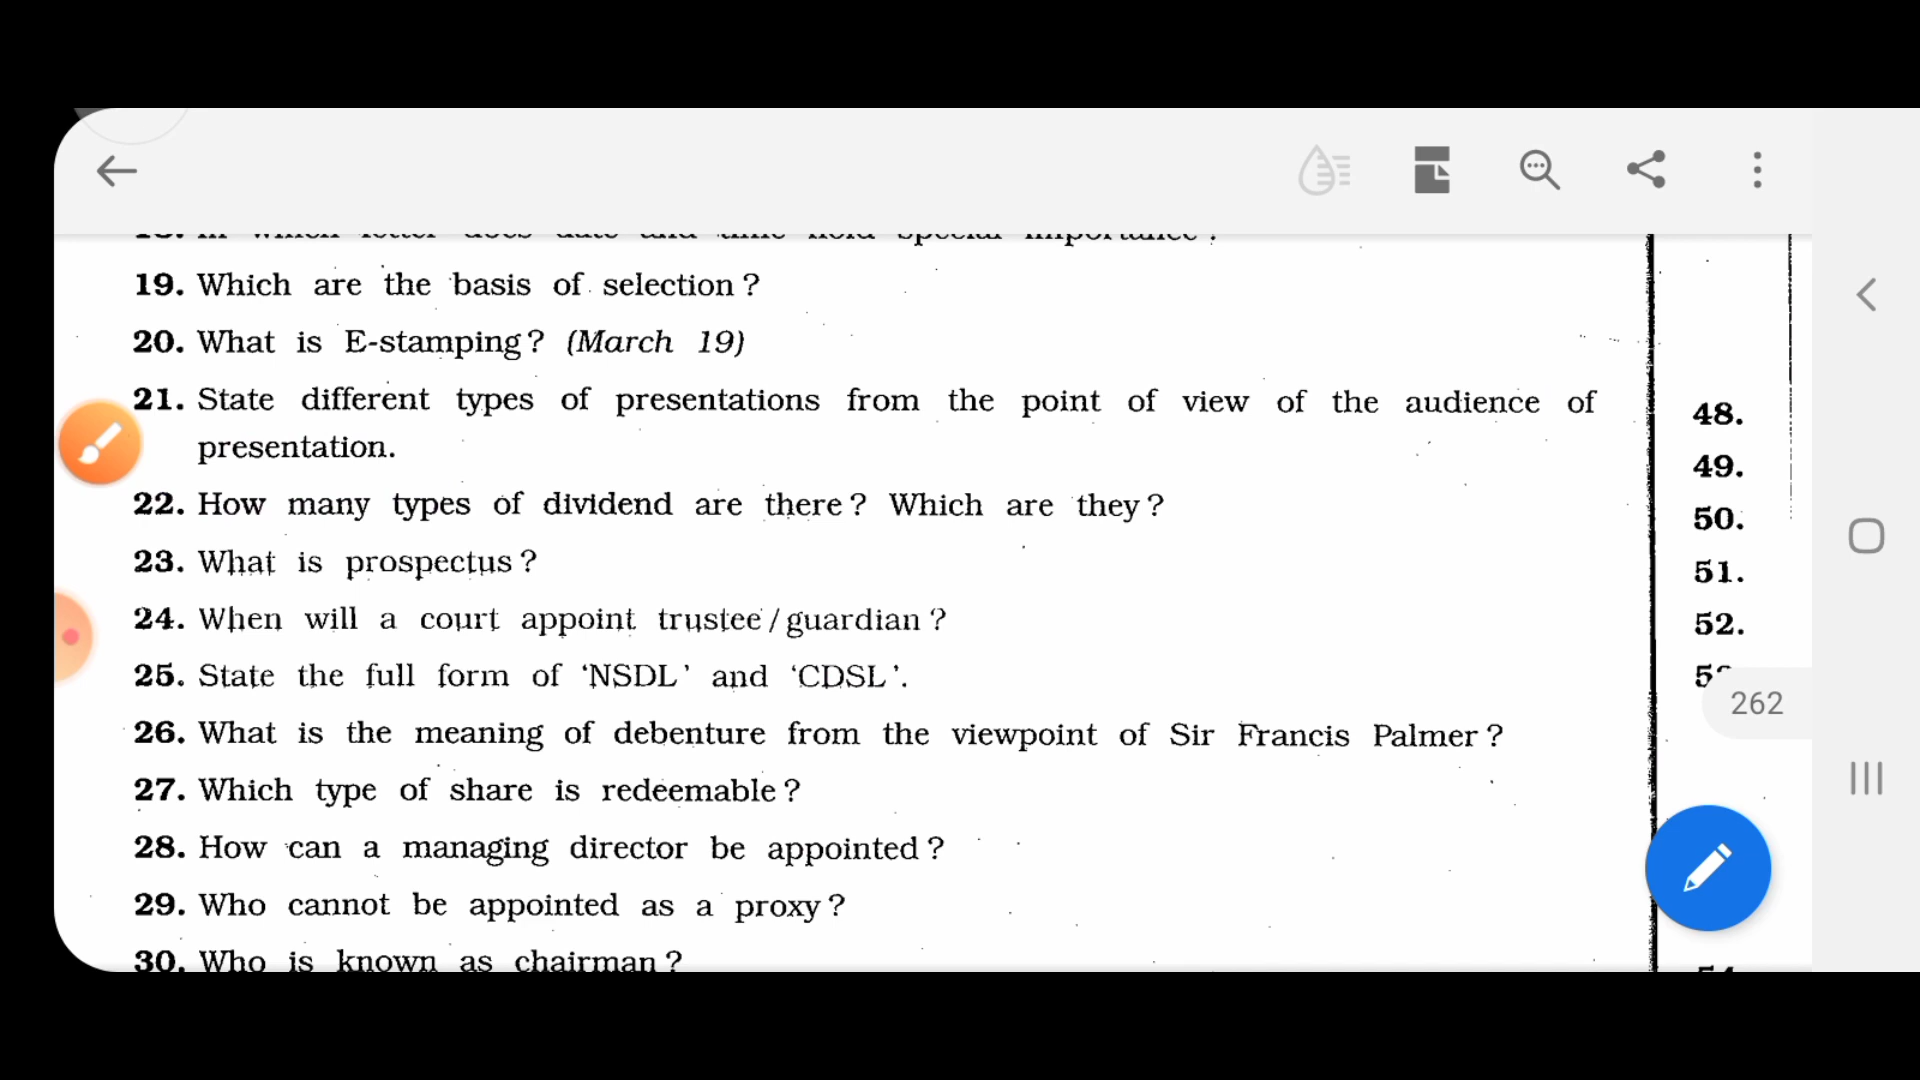 19. Which are the basis of selection ?
20. What is E-stamping ? (March 19)
21. State different types of presentations from the point of view of the audience of
presentation.
22. How many types of dividend are there ? Which are they ?
23. What is prospectus ?
24. When will a court appoint trustee / guardian ?
25. State the full form of ‘NSDL’ and ‘CDSL’.
26. What is the meaning of debenture from the viewpoint of Sir Francis Palmer ?
27. Which type of share is redeemable ?
28. How can a managing director be appointed ?
29. Who cannot be appointed as a proxy ?
30. Who is known as chairman ?
48.
49.
50.
51.
52.
262